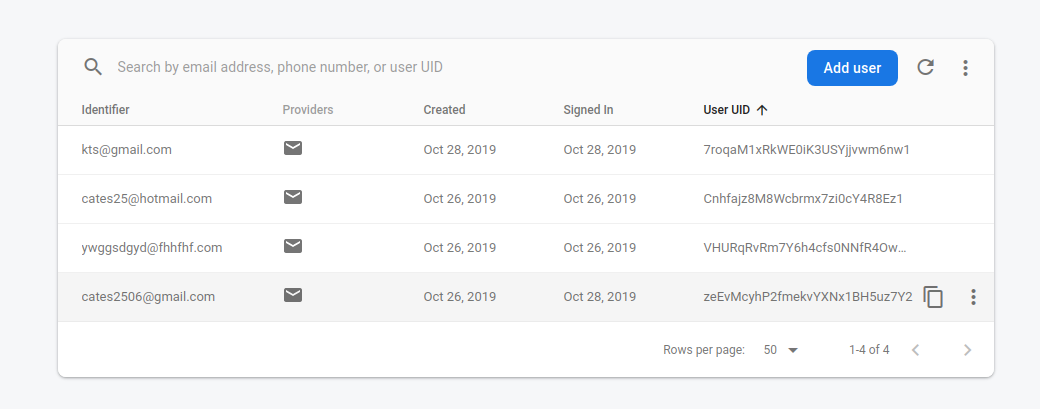 Search by email address, phone number, or user UID Add user
Identifier Providers Created Signed In User UID
kts@gmail.com Oct 28, 2019 Oct 28, 2019 7roqaM1xRkWE0iK3USYjjvwm6nw1
cates25@hotmail.com Oct 26, 2019 Oct 26, 2019 Cnhfajz8M8Wcbrmx7zi0cY4R8Ez1
ywggsdgyd@fhhfhf.com Oct 26, 2019 Oct 26, 2019 VHURqRvRm7Y6h4cfs0NNfR4Ow...
cates2506@gmail.com Oct 26, 2019 Oct 28, 2019 zeEvMcyhP2fmekvYXNx1BH5uz7Y2
Rows per page: 50 1-4 of 4